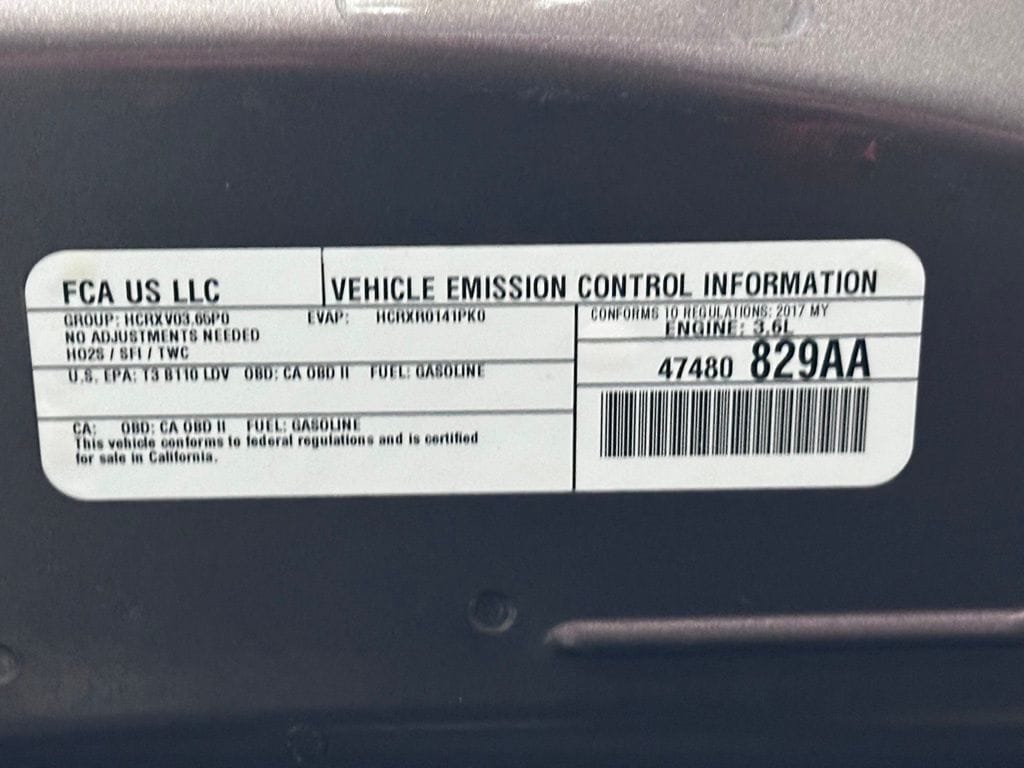 FCA US LLC
VEHICLE EMISSION CONTROL INFORMATION
GROUP: HCRXV03.65P0 EVAP: HCRXR0141PK0
NO ADJUSTMENTS NEEDED
HO2S / SFI / TWC
U.S. EPA: T3 B110 LDV OBD: CA OBD II FUEL: GASOLINE
CA: OBD: CA OBD II FUEL: GASOLINE
This vehicle conforms to federal regulations and is certified
for sale in California.
CONFORMS TO REGULATIONS: 2017 MY
ENGINE: 3.6L
47480 829AA